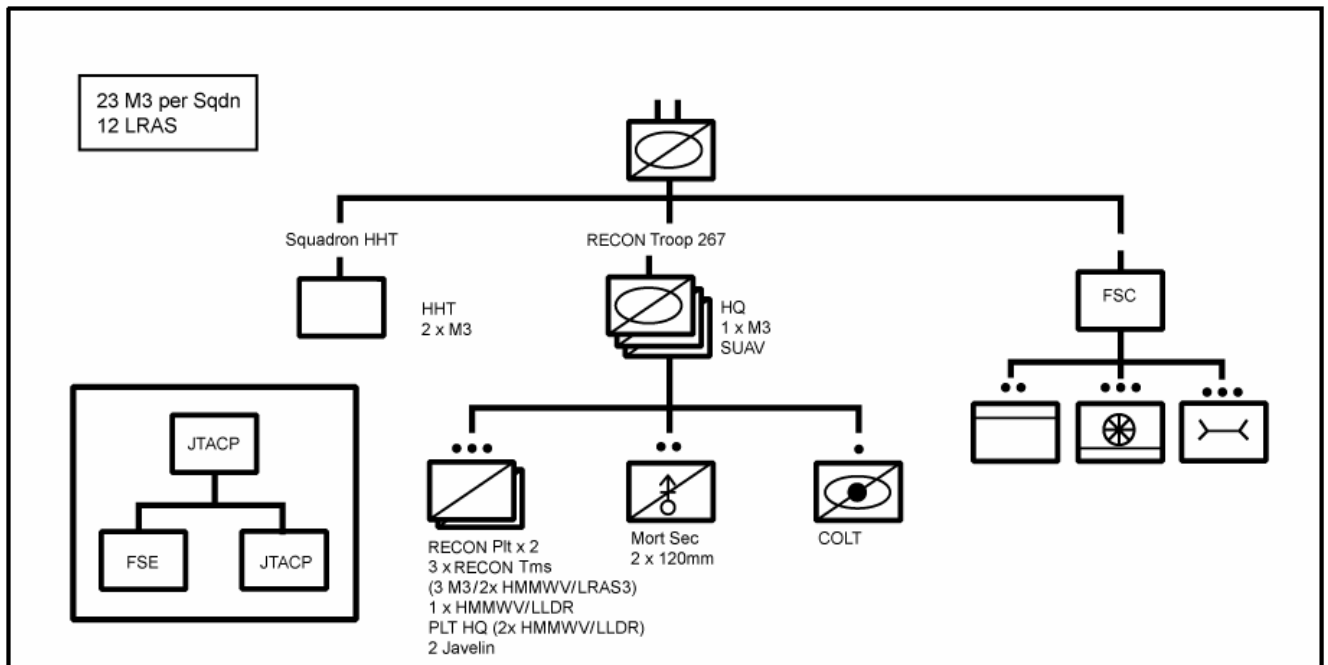 23 M3 per Sqdn
12 LRAS
Squadron HHT
RECON Troop 267
HHT
2 x M3
HQ
1 x M3
SUAV
FSC
JTACP
FSE
JTACP
RECON Plt x 2
3 x RECON Tms
(3 M3/2x HMMWV/LRAS3)
1 x HMMWV/LLDR
PLT HQ (2x HMMWV/LLDR)
2 Javelin
Mort Sec
2 x 120mm
COLT